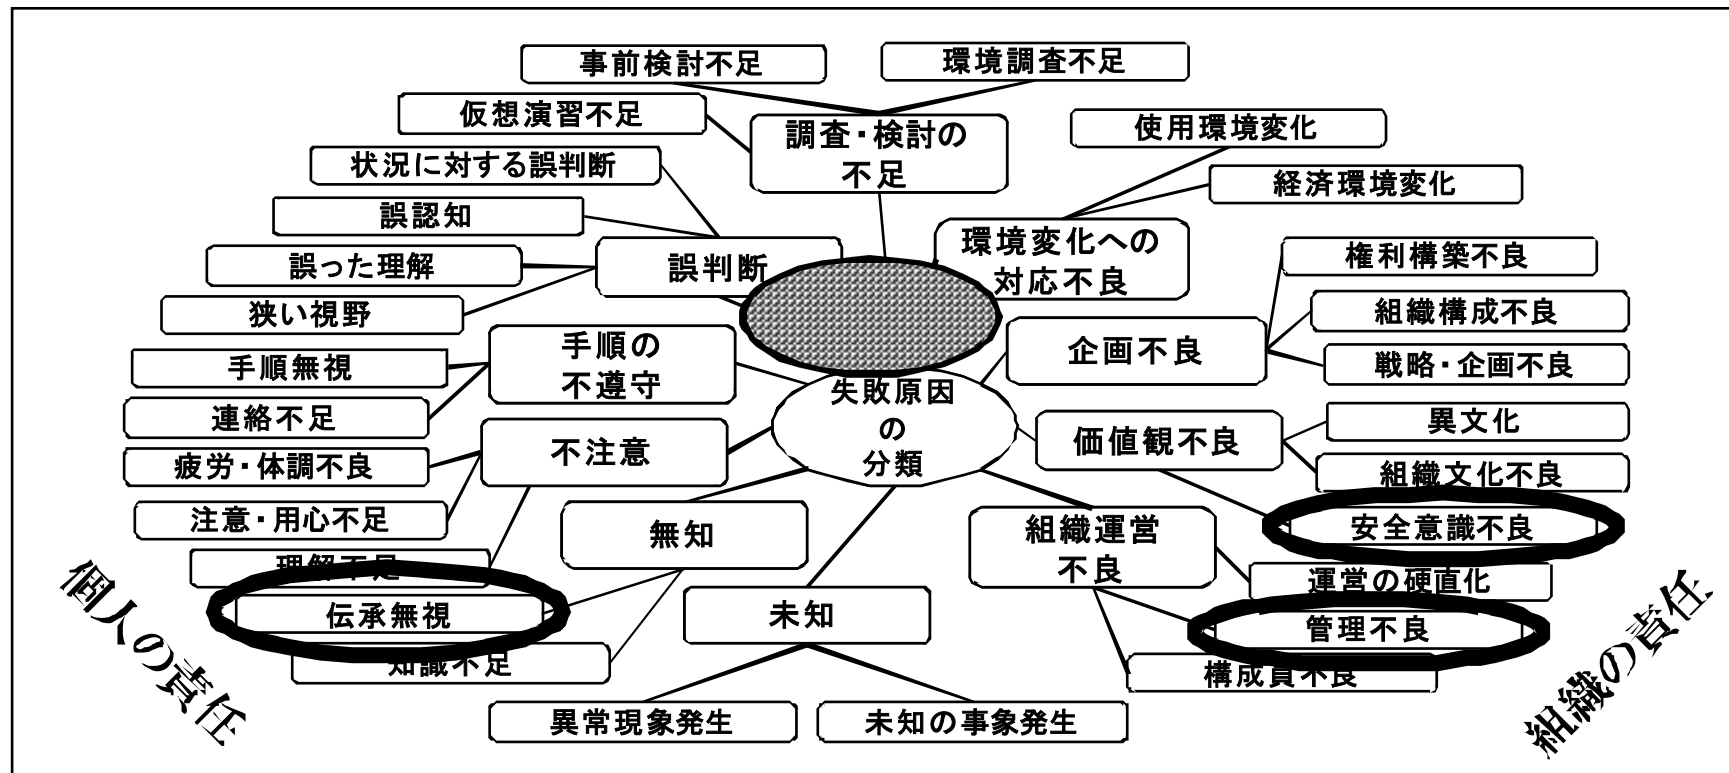 事前検討不足
環境調査不足
仮想演習不足
調査・検討の
不足
使用環境変化
状況に対する誤判断
経済環境変化
誤認知
環境変化への
対応不良
誤判断
権利構築不良
誤った理解
狭い視野
組織構成不良
手順の
不遵守
企画不良
手順無視
戦略・企画不良
失敗原因
の
分類
連絡不足
価値観不良
異文化
不注意
疲労・体調不良
組織文化不良
注意・用心不足
無知
組織運営
不良
安全意識不良
理解不足
運営の硬直化
伝承無視
未知
管理不良
知識不足
構成員不良
異常現象発生
未知の事象発生
個人の責任
組織の責任